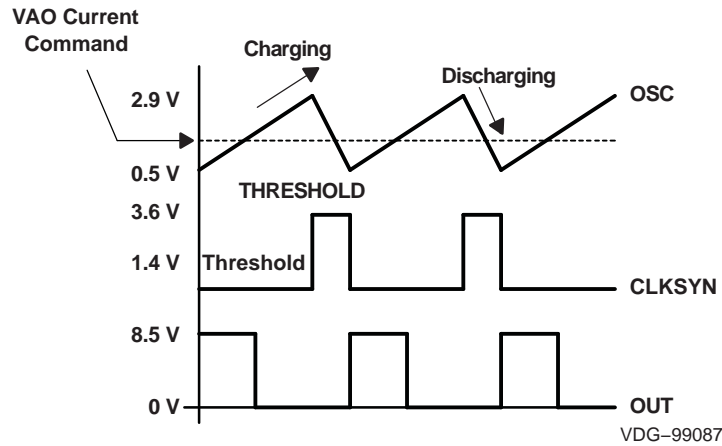 VAO Current
Command
Charging
Discharging
2.9 V
OSC
0.5 V
THRESHOLD
3.6 V
1.4 V
Threshold
CLKSYN
8.5 V
0 V
OUT
VDG–99087